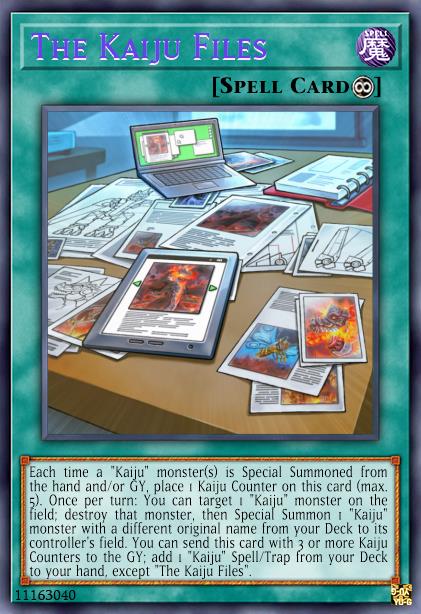 The Kaiju Files
SPELL
魔
[Spell Card]
Each time a "Kaiju" monster(s) is Special Summoned from
the hand and/or GY, place 1 Kaiju Counter on this card (max.
5). Once per turn: You can target 1 "Kaiju" monster on the
field; destroy that monster, then Special Summon 1 "Kaiju"
monster with a different original name from your Deck to its
controller's field. You can send this card with 3 or more Kaiju
Counters to the GY; add 1 "Kaiju" Spell/Trap from your Deck
to your hand, except "The Kaiju Files".
11163040